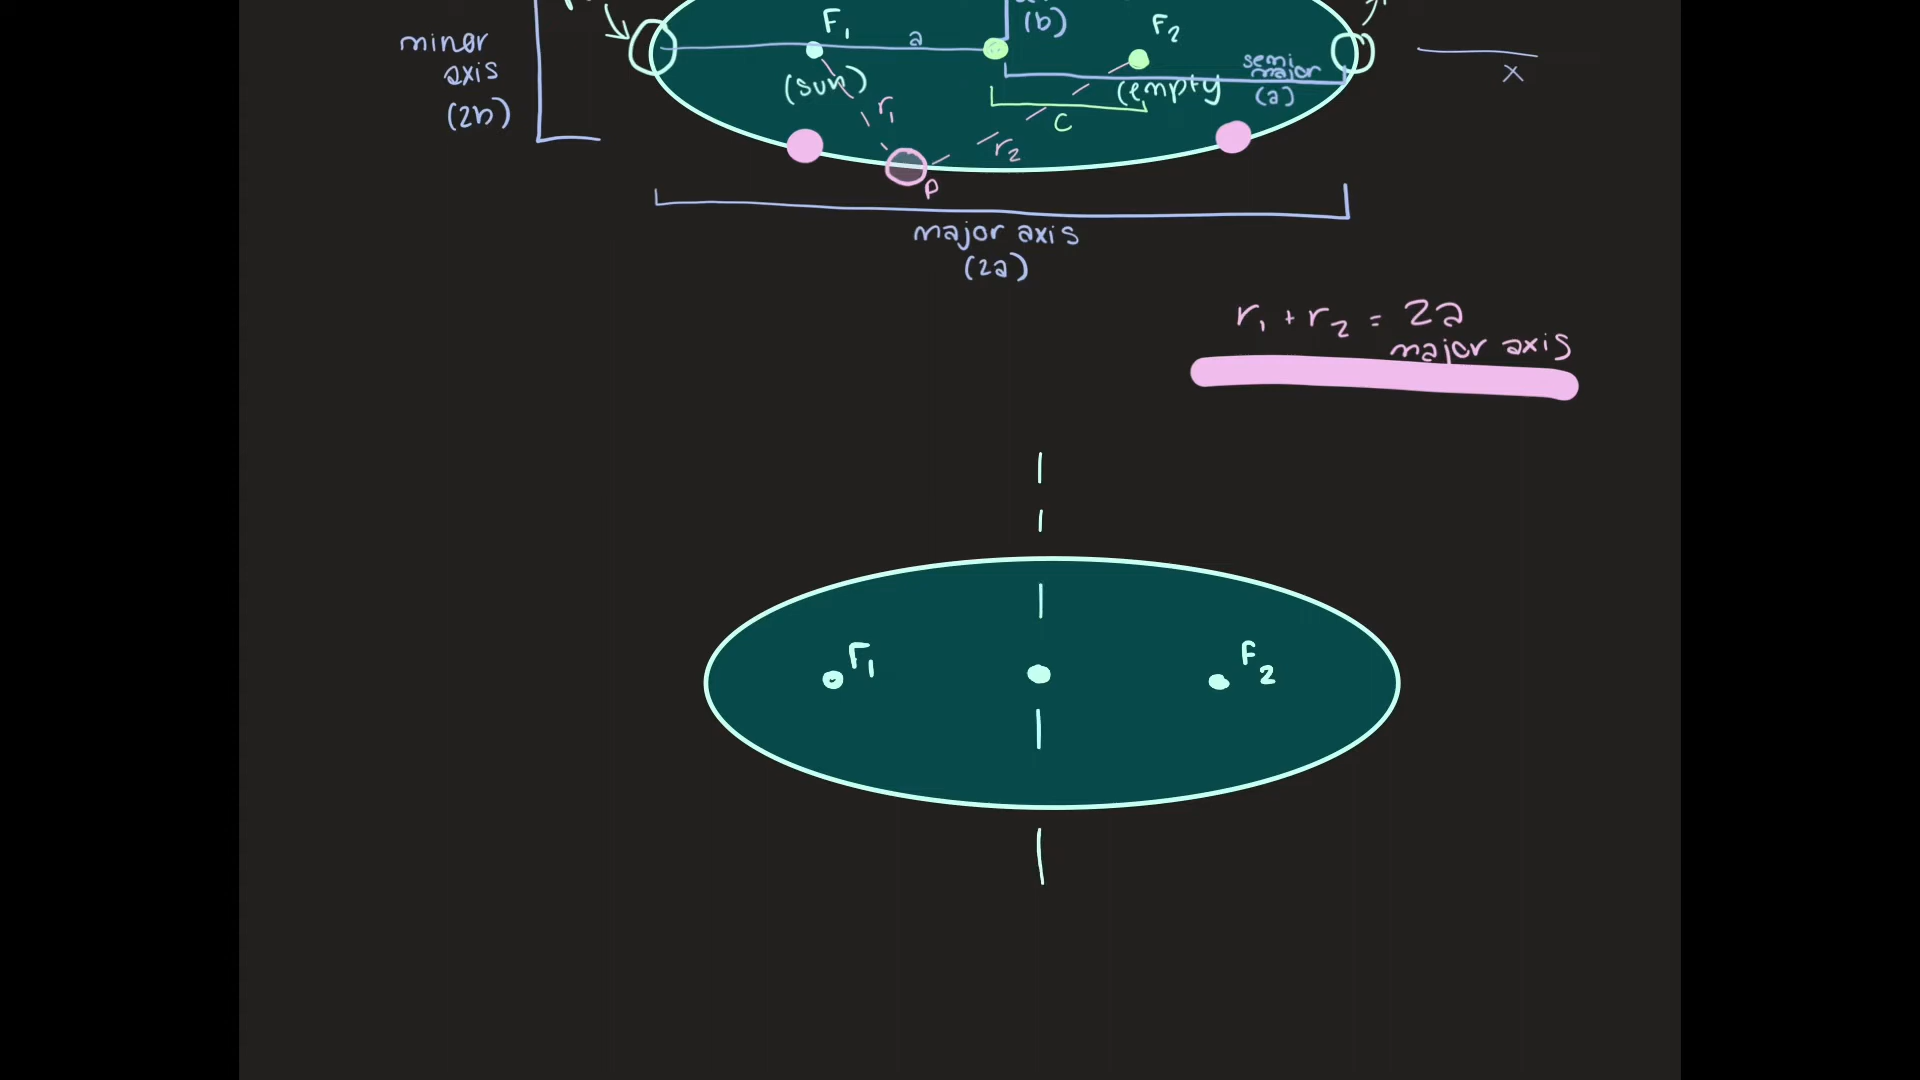 minor
axis
(2b)
F1
a
(b)
F2
semi
major
(a)
x
(sun)
(empty
r1
c
r2
P
major axis
(2a)
r1 + r2 = 2a
major axis
F1
F2